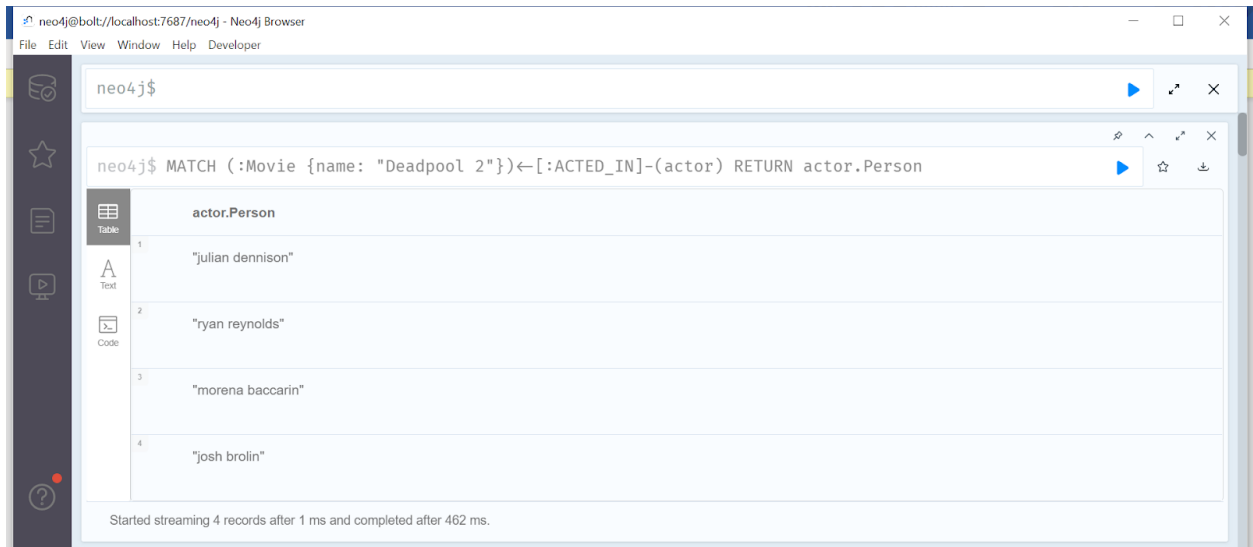 neo4j@bolt://localhost:7687/neo4j - Neo4j Browser
File Edit View Window Help Developer
neo4j$
neo4j$ MATCH (:Movie {name: "Deadpool 2"})<-[:ACTED_IN]-(actor) RETURN actor.Person
Table
actor.Person
1
"julian dennison"
A
Text
2
"ryan reynolds"
Code
3
"morena baccarin"
4
"josh brolin"
Started streaming 4 records after 1 ms and completed after 462 ms.